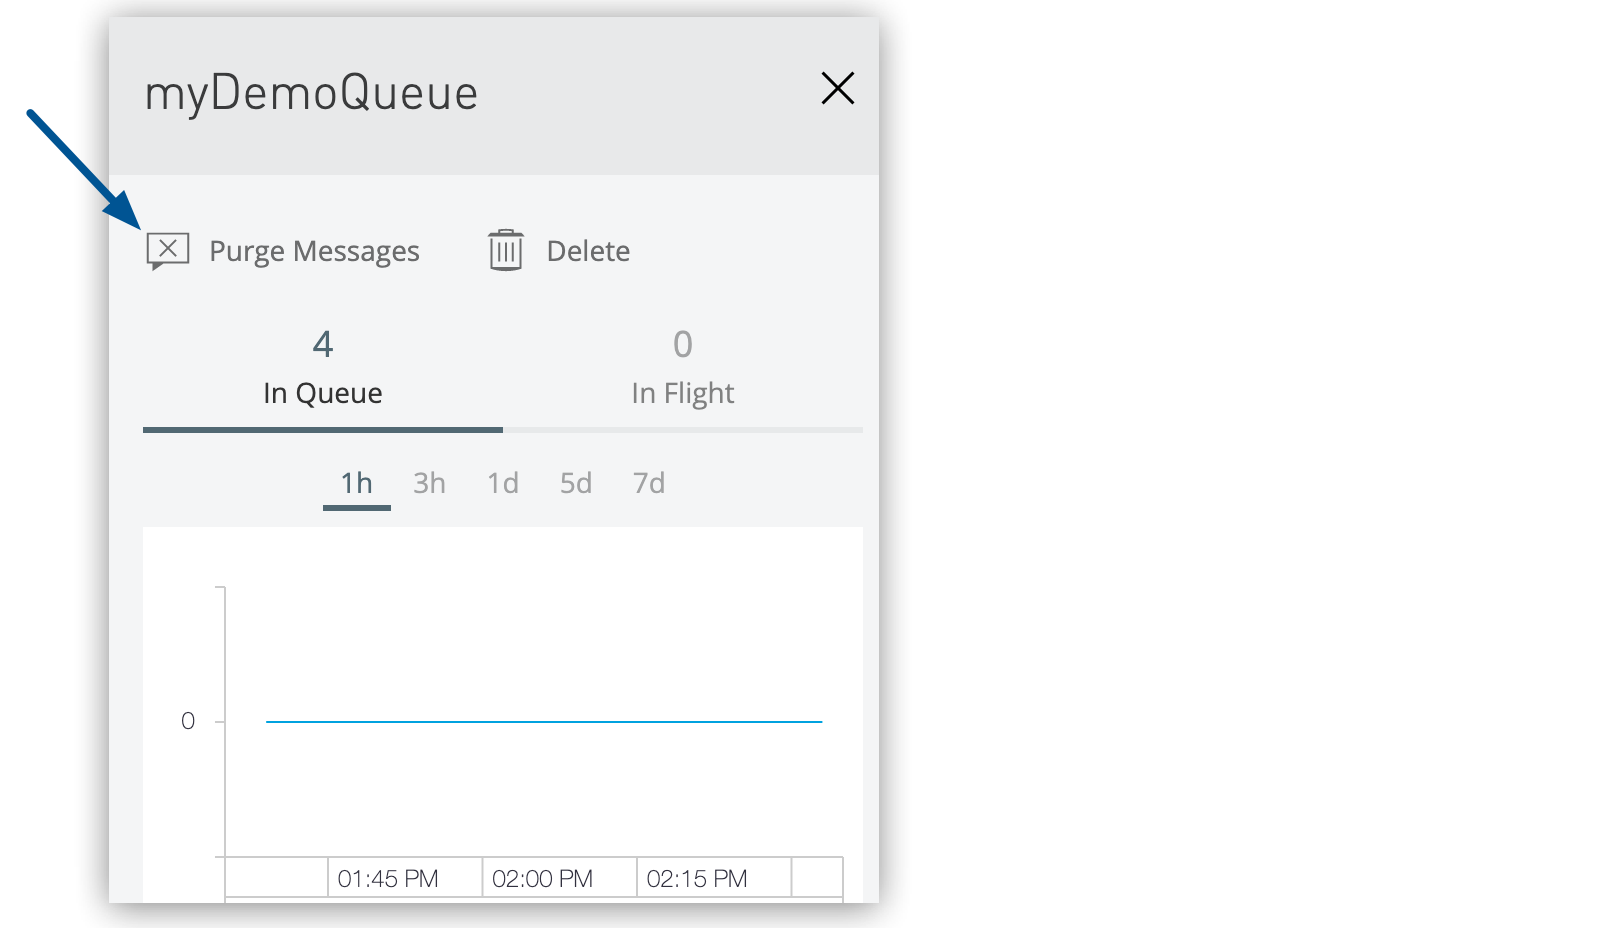 myDemoQueue
Purge Messages Delete
4 0
In Queue In Flight
1h 3h 1d 5d 7d
0
01:45 PM 02:00 PM 02:15 PM